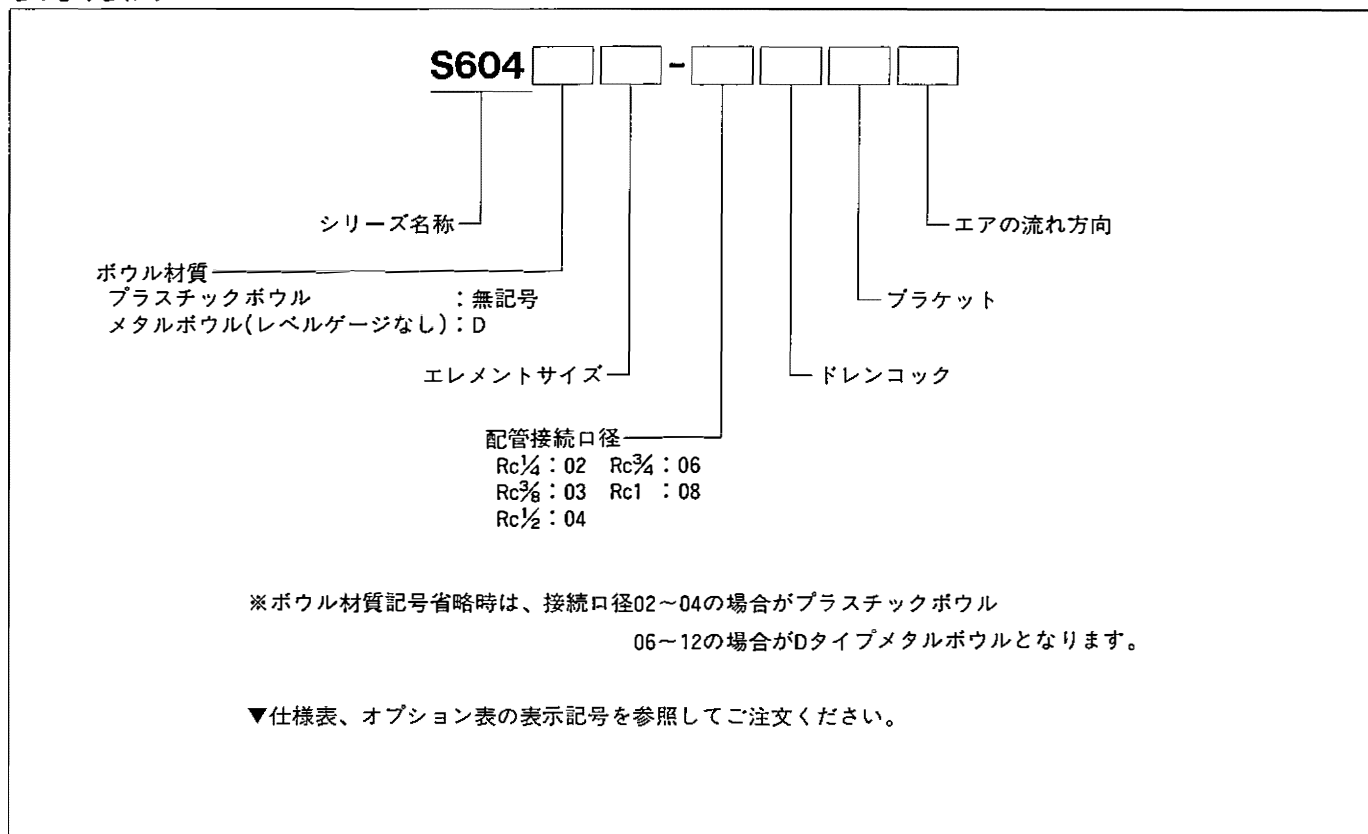 S604 -
シリーズ名称
エアの流れ方向
ボウル材質
プラスチックボウル :無記号
メタルボウル(レベルゲージなし):D
ブラケット
エレメントサイズ
ドレンコック
配管接続口径
Rc1/4:02 Rc3/4:06
Rc3/8:03 Rc1 :08
Rc1/2:04
※ボウル材質記号省略時は、接続口径02~04の場合がプラスチックボウル
06~12の場合がDタイプメタルボウルとなります。
▼仕様表、オプション表の表示記号を参照してご注文ください。